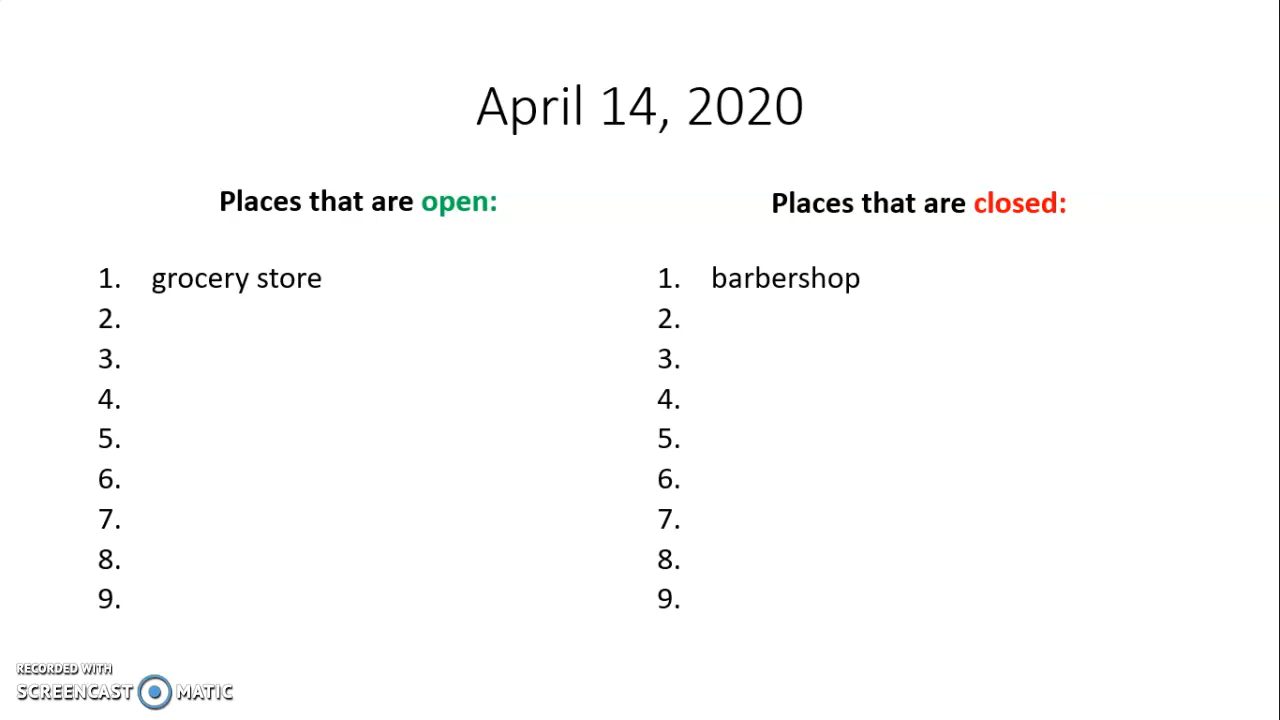 April 14, 2020
Places that are open:
1. grocery store
2.
3.
4.
5.
6.
7.
8.
9.
Places that are closed:
1. barbershop
2.
3.
4.
5.
6.
7.
8.
9.
RECORDED WITH
SCREENCAST MATIC